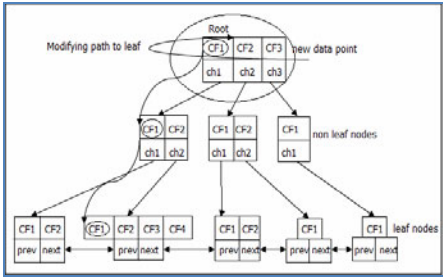 Root
Modifying path to leaf
CF1 CF2 CF3 new data point
ch1 ch2 ch3
CF1 CF2 CF1 CF2 CF1 non leaf nodes
ch1 ch2 ch1 ch2 ch1
CF1 CF2 CF1 CF2 CF3 CF4 CF1 CF2 CF1 CF1 leaf nodes
prev next prev next prev next prev next prev next